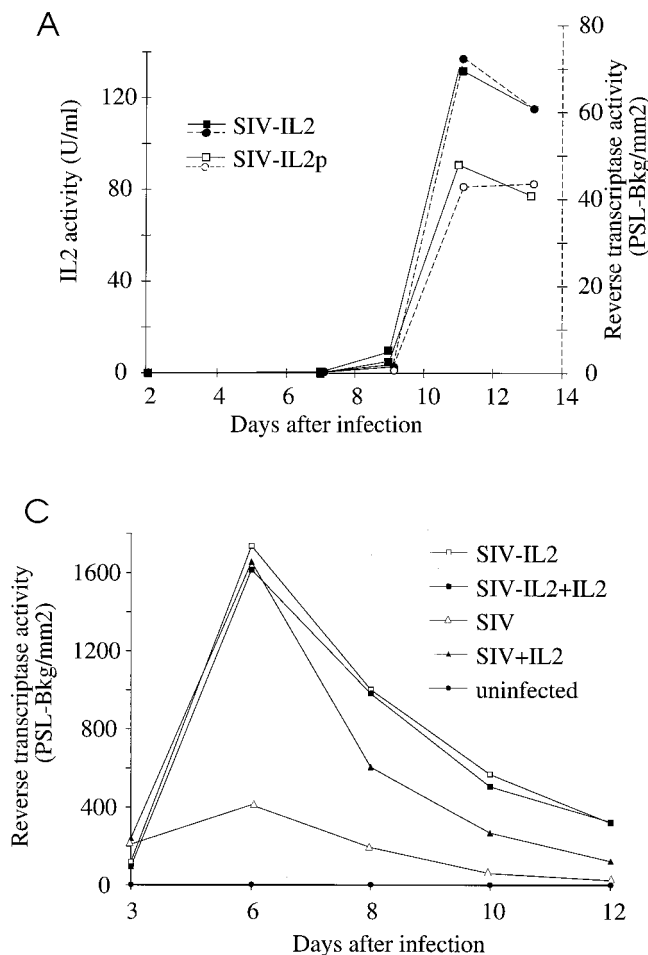 A
IL2 activity (U/ml)
120
80
40
0
SIV-IL2
SIV-IL2p
80
60
40
20
0
Reverse transcriptase activity
(PSL-Bkg/mm2)
2 4 6 8 10 12 14
Days after infection
C
Reverse transcriptase activity
(PSL-Bkg/mm2)
1600
1200
800
400
0
SIV-IL2
SIV-IL2+IL2
SIV
SIV+IL2
uninfected
3 6 8 10 12
Days after infection